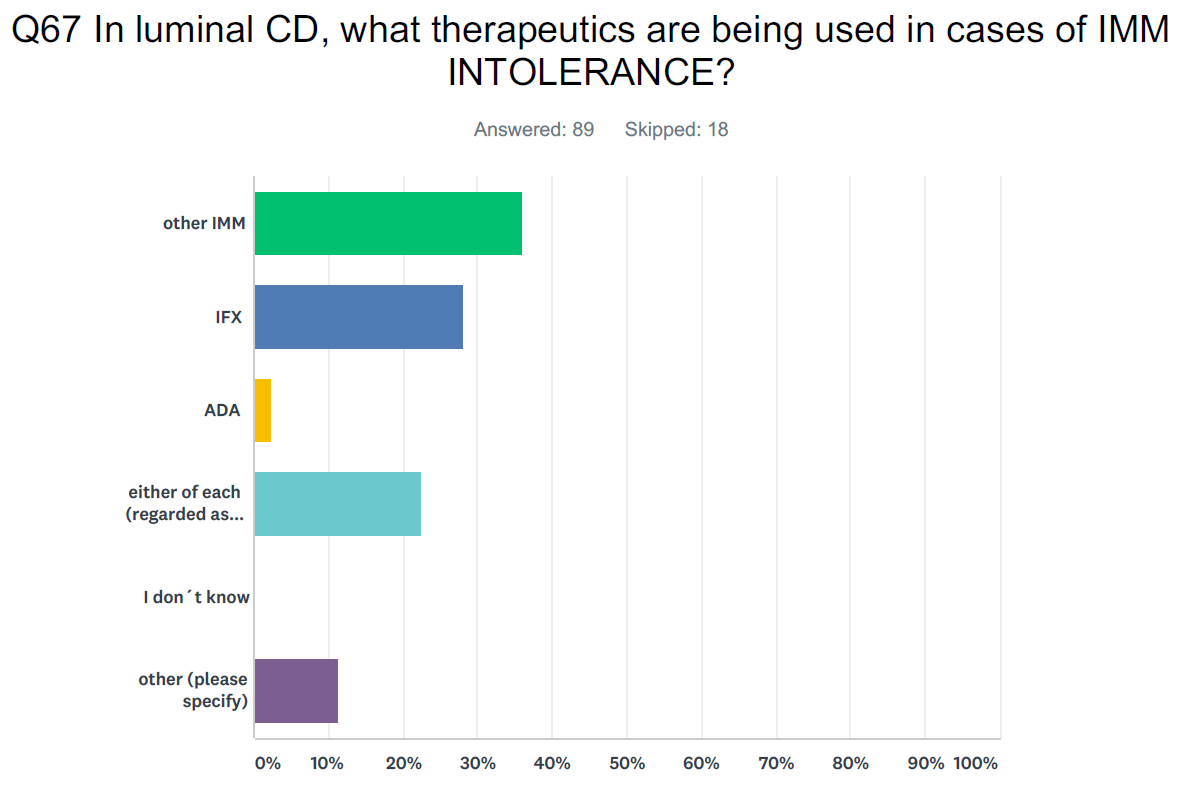 Q67 In luminal CD, what therapeutics are being used in cases of IMM
INTOLERANCE?
Answered: 89 Skipped: 18
other IMM
IFX
ADA
either of each
(regarded as...
I don´t know
other (please
specify)
0% 10% 20% 30% 40% 50% 60% 70% 80% 90% 100%